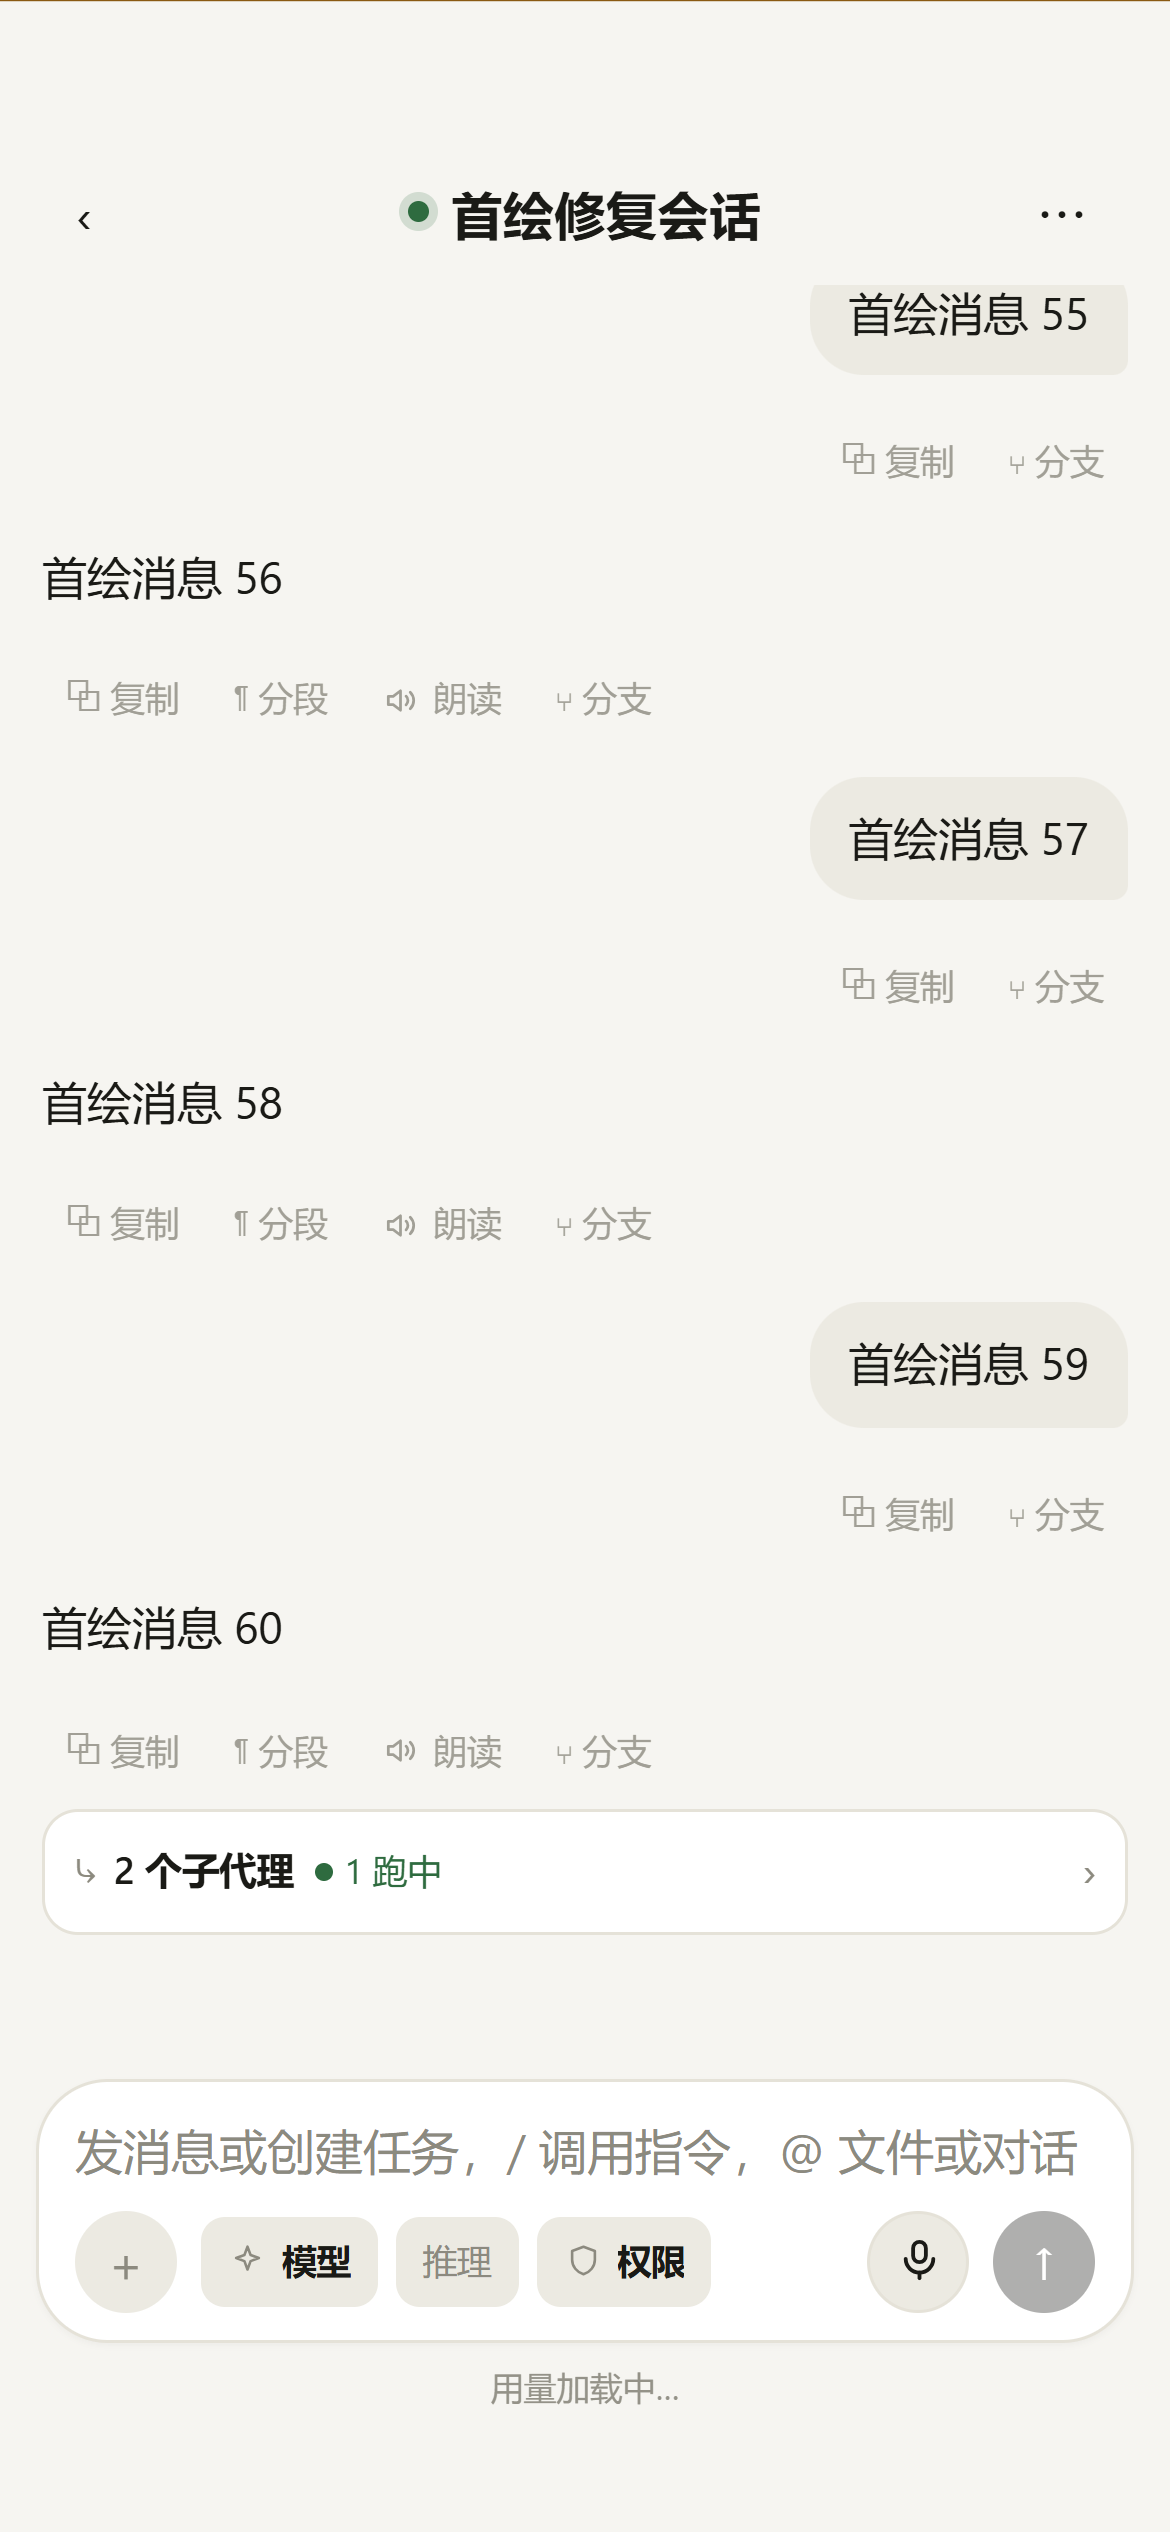 首绘修复会话
首绘消息 55
复制 分支
首绘消息 56
复制 ¶ 分段 朗读 分支
首绘消息 57
复制 分支
首绘消息 58
复制 ¶ 分段 朗读 分支
首绘消息 59
复制 分支
首绘消息 60
复制 ¶ 分段 朗读 分支
2 个子代理 1 跑中
发消息或创建任务，/ 调用指令，@ 文件或对话
模型 推理 权限
用量加载中...